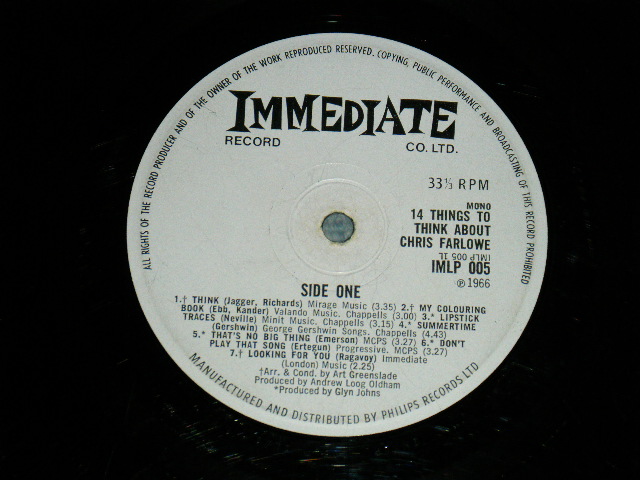 ALL RIGHTS OF THE RECORD PRODUCER AND OF THE OWNER OF THE WORK REPRODUCED RESERVED. COPYING, PUBLIC PERFORMANCE AND BROADCASTING OF THIS RECORD PROHIBITED
IMMEDIATE
RECORD CO. LTD.
33⅓ RPM
MONO
14 THINGS TO
THINK ABOUT
CHRIS FARLOWE
IMLP 005 1L
IMLP 005
℗ 1966
SIDE ONE
1.† THINK (Jagger, Richards) Mirage Music (3.35) 2.† MY COLOURING
BOOK (Ebb, Kander) Valando Music. Chappells (3.00) 3.* LIPSTICK
TRACES (Neville) Minit Music. Chappells (3.15) 4.* SUMMERTIME
(Gershwin) George Gershwin Songs. Chappells (4.43)
5.* THAT'S NO BIG THING (Emerson) MCPS (3.27) 6.* DON'T
PLAY THAT SONG (Ertegun) Progressive. MCPS (3.27)
7.† LOOKING FOR YOU (Ragavoy) Immediate
(London) Music (2.25)
†Arr. & Cond. by Art Greenslade
Produced by Andrew Loog Oldham
*Produced by Glyn Johns
MANUFACTURED AND DISTRIBUTED BY PHILIPS RECORDS LTD